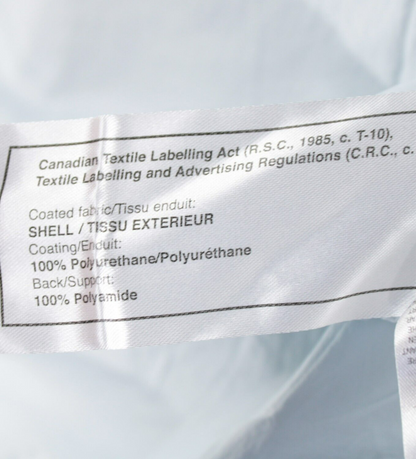 Canadian Textile Labelling Act (R.S.C., 1985, c. T-10),
Textile Labelling and Advertising Regulations (C.R.C., c.
Coated fabric/Tissu enduit:
SHELL / TISSU EXTERIEUR
Coating/Enduit:
100% Polyurethane/Polyuréthane
Back/Support:
100% Polyamide